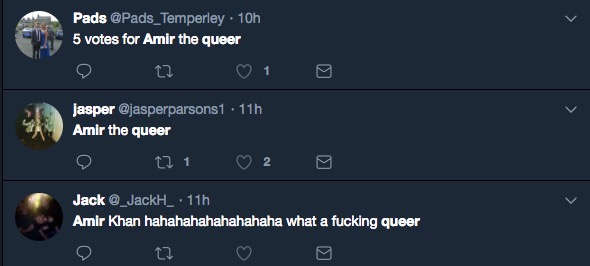 Pads @Pads_Temperley · 10h
5 votes for Amir the queer
1
jasper @jasperparsons1 · 11h
Amir the queer
1 2
Jack @_JackH_ · 11h
Amir Khan hahahahahahahahaha what a fucking queer